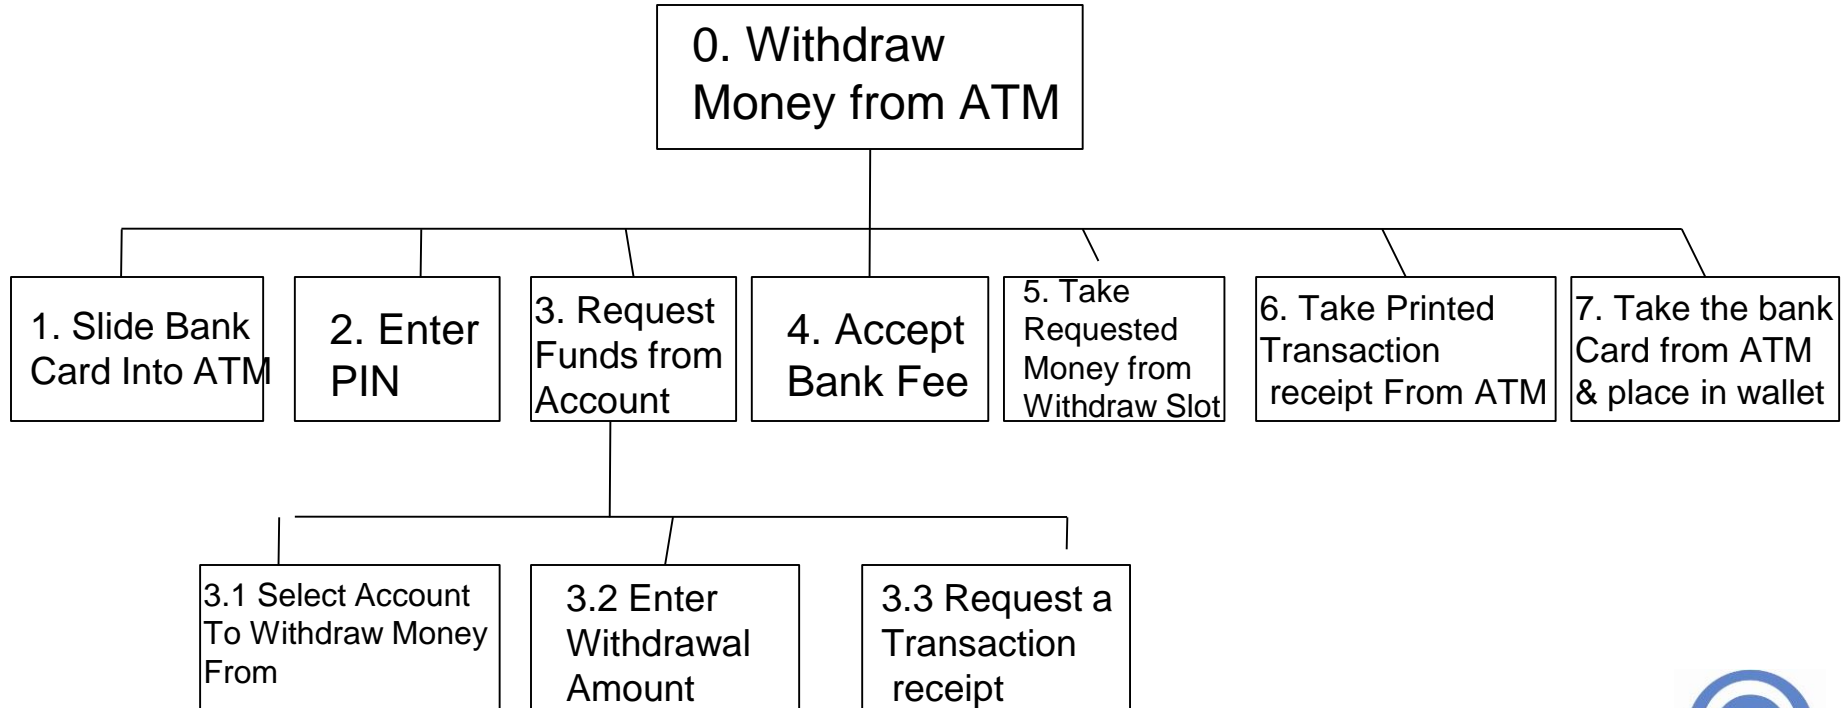 0. Withdraw
Money from ATM
1. Slide Bank
Card Into ATM
2. Enter
PIN
3. Request
Funds from
Account
4. Accept
Bank Fee
5. Take
Requested
Money from
Withdraw Slot
6. Take Printed
Transaction
receipt From ATM
7. Take the bank
Card from ATM
& place in wallet
3.1 Select Account
To Withdraw Money
From
3.2 Enter
Withdrawal
Amount
3.3 Request a
Transaction
receipt